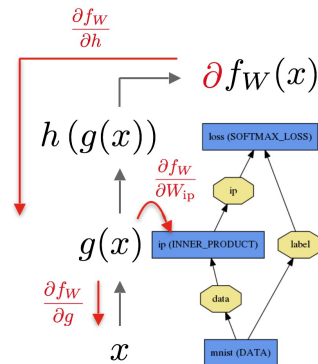 ∂f_W/∂h
∂f_W(x)
h(g(x))
loss (SOFTMAX_LOSS)
∂f_W/∂W_ip
ip
g(x)
ip (INNER_PRODUCT)
label
∂f_W/∂g
data
x
mnist (DATA)